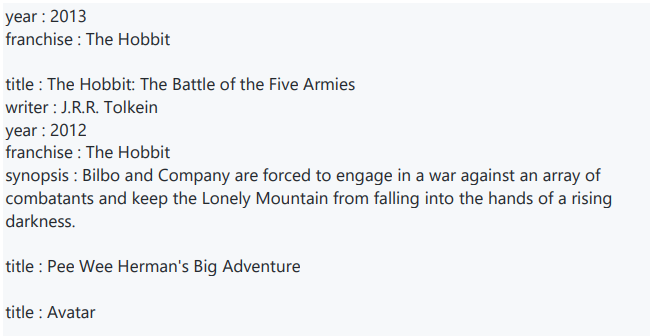 year : 2013
franchise : The Hobbit
title : The Hobbit: The Battle of the Five Armies
writer : J.R.R. Tolkein
year : 2012
franchise : The Hobbit
synopsis : Bilbo and Company are forced to engage in a war against an array of
combatants and keep the Lonely Mountain from falling into the hands of a rising
darkness.
title : Pee Wee Herman's Big Adventure
title : Avatar